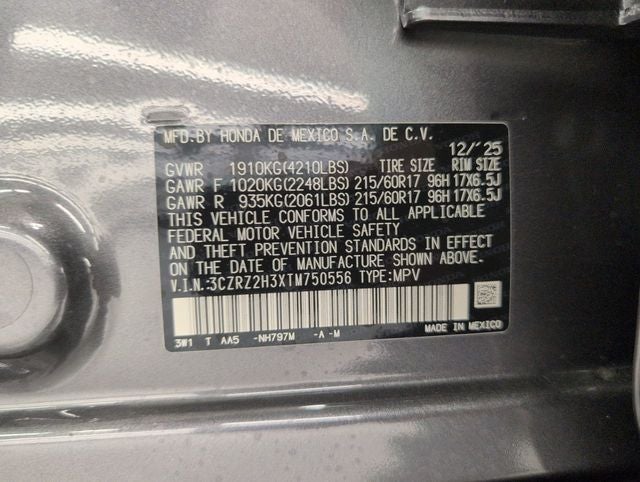 MFD.BY HONDA DE MEXICO S.A. DE C.V.
12/'25
GVWR 1910KG(4210LBS) TIRE SIZE RIM SIZE
GAWR F 1020KG(2248LBS) 215/60R17 96H 17X6.5J
GAWR R 935KG(2061LBS) 215/60R17 96H 17X6.5J
THIS VEHICLE CONFORMS TO ALL APPLICABLE
FEDERAL MOTOR VEHICLE SAFETY
AND THEFT PREVENTION STANDARDS IN EFFECT
ON THE DATE OF MANUFACTURE SHOWN ABOVE.
V.I.N.:3CZRZ2H3XTM750556 TYPE:MPV
3W1 T AA5 -NH797M -A -M
MADE IN MEXICO